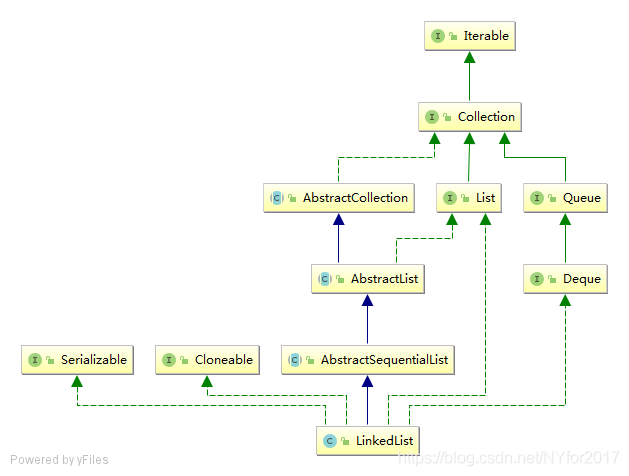 I Iterable
I Collection
C AbstractCollection
I List
I Queue
C AbstractList
I Deque
I Serializable
I Cloneable
C AbstractSequentialList
C LinkedList
Powered by yFiles
https://blog.csdn.net/NYfor2017